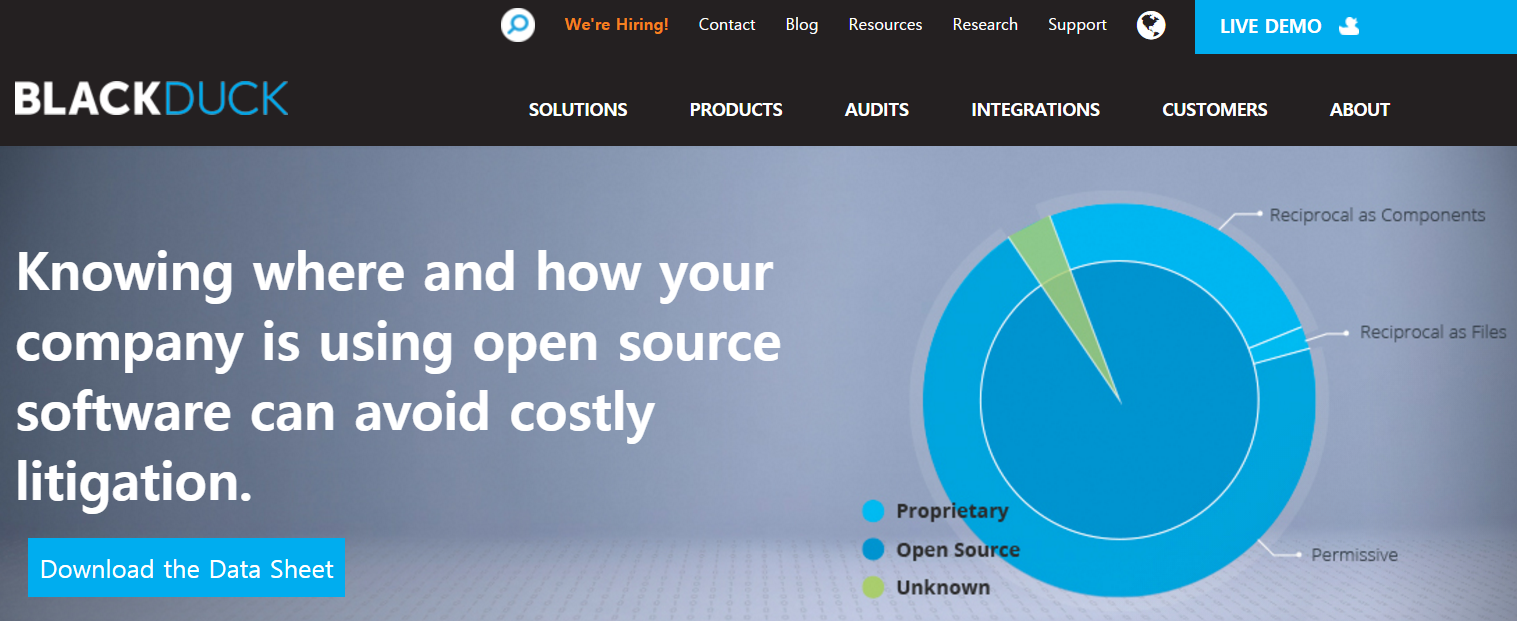 We're Hiring! Contact Blog Resources Research Support LIVE DEMO
BLACKDUCK
SOLUTIONS PRODUCTS AUDITS INTEGRATIONS CUSTOMERS ABOUT
Knowing where and how your
company is using open source
software can avoid costly
litigation.
Download the Data Sheet
Reciprocal as Components
Reciprocal as Files
Permissive
Proprietary
Open Source
Unknown